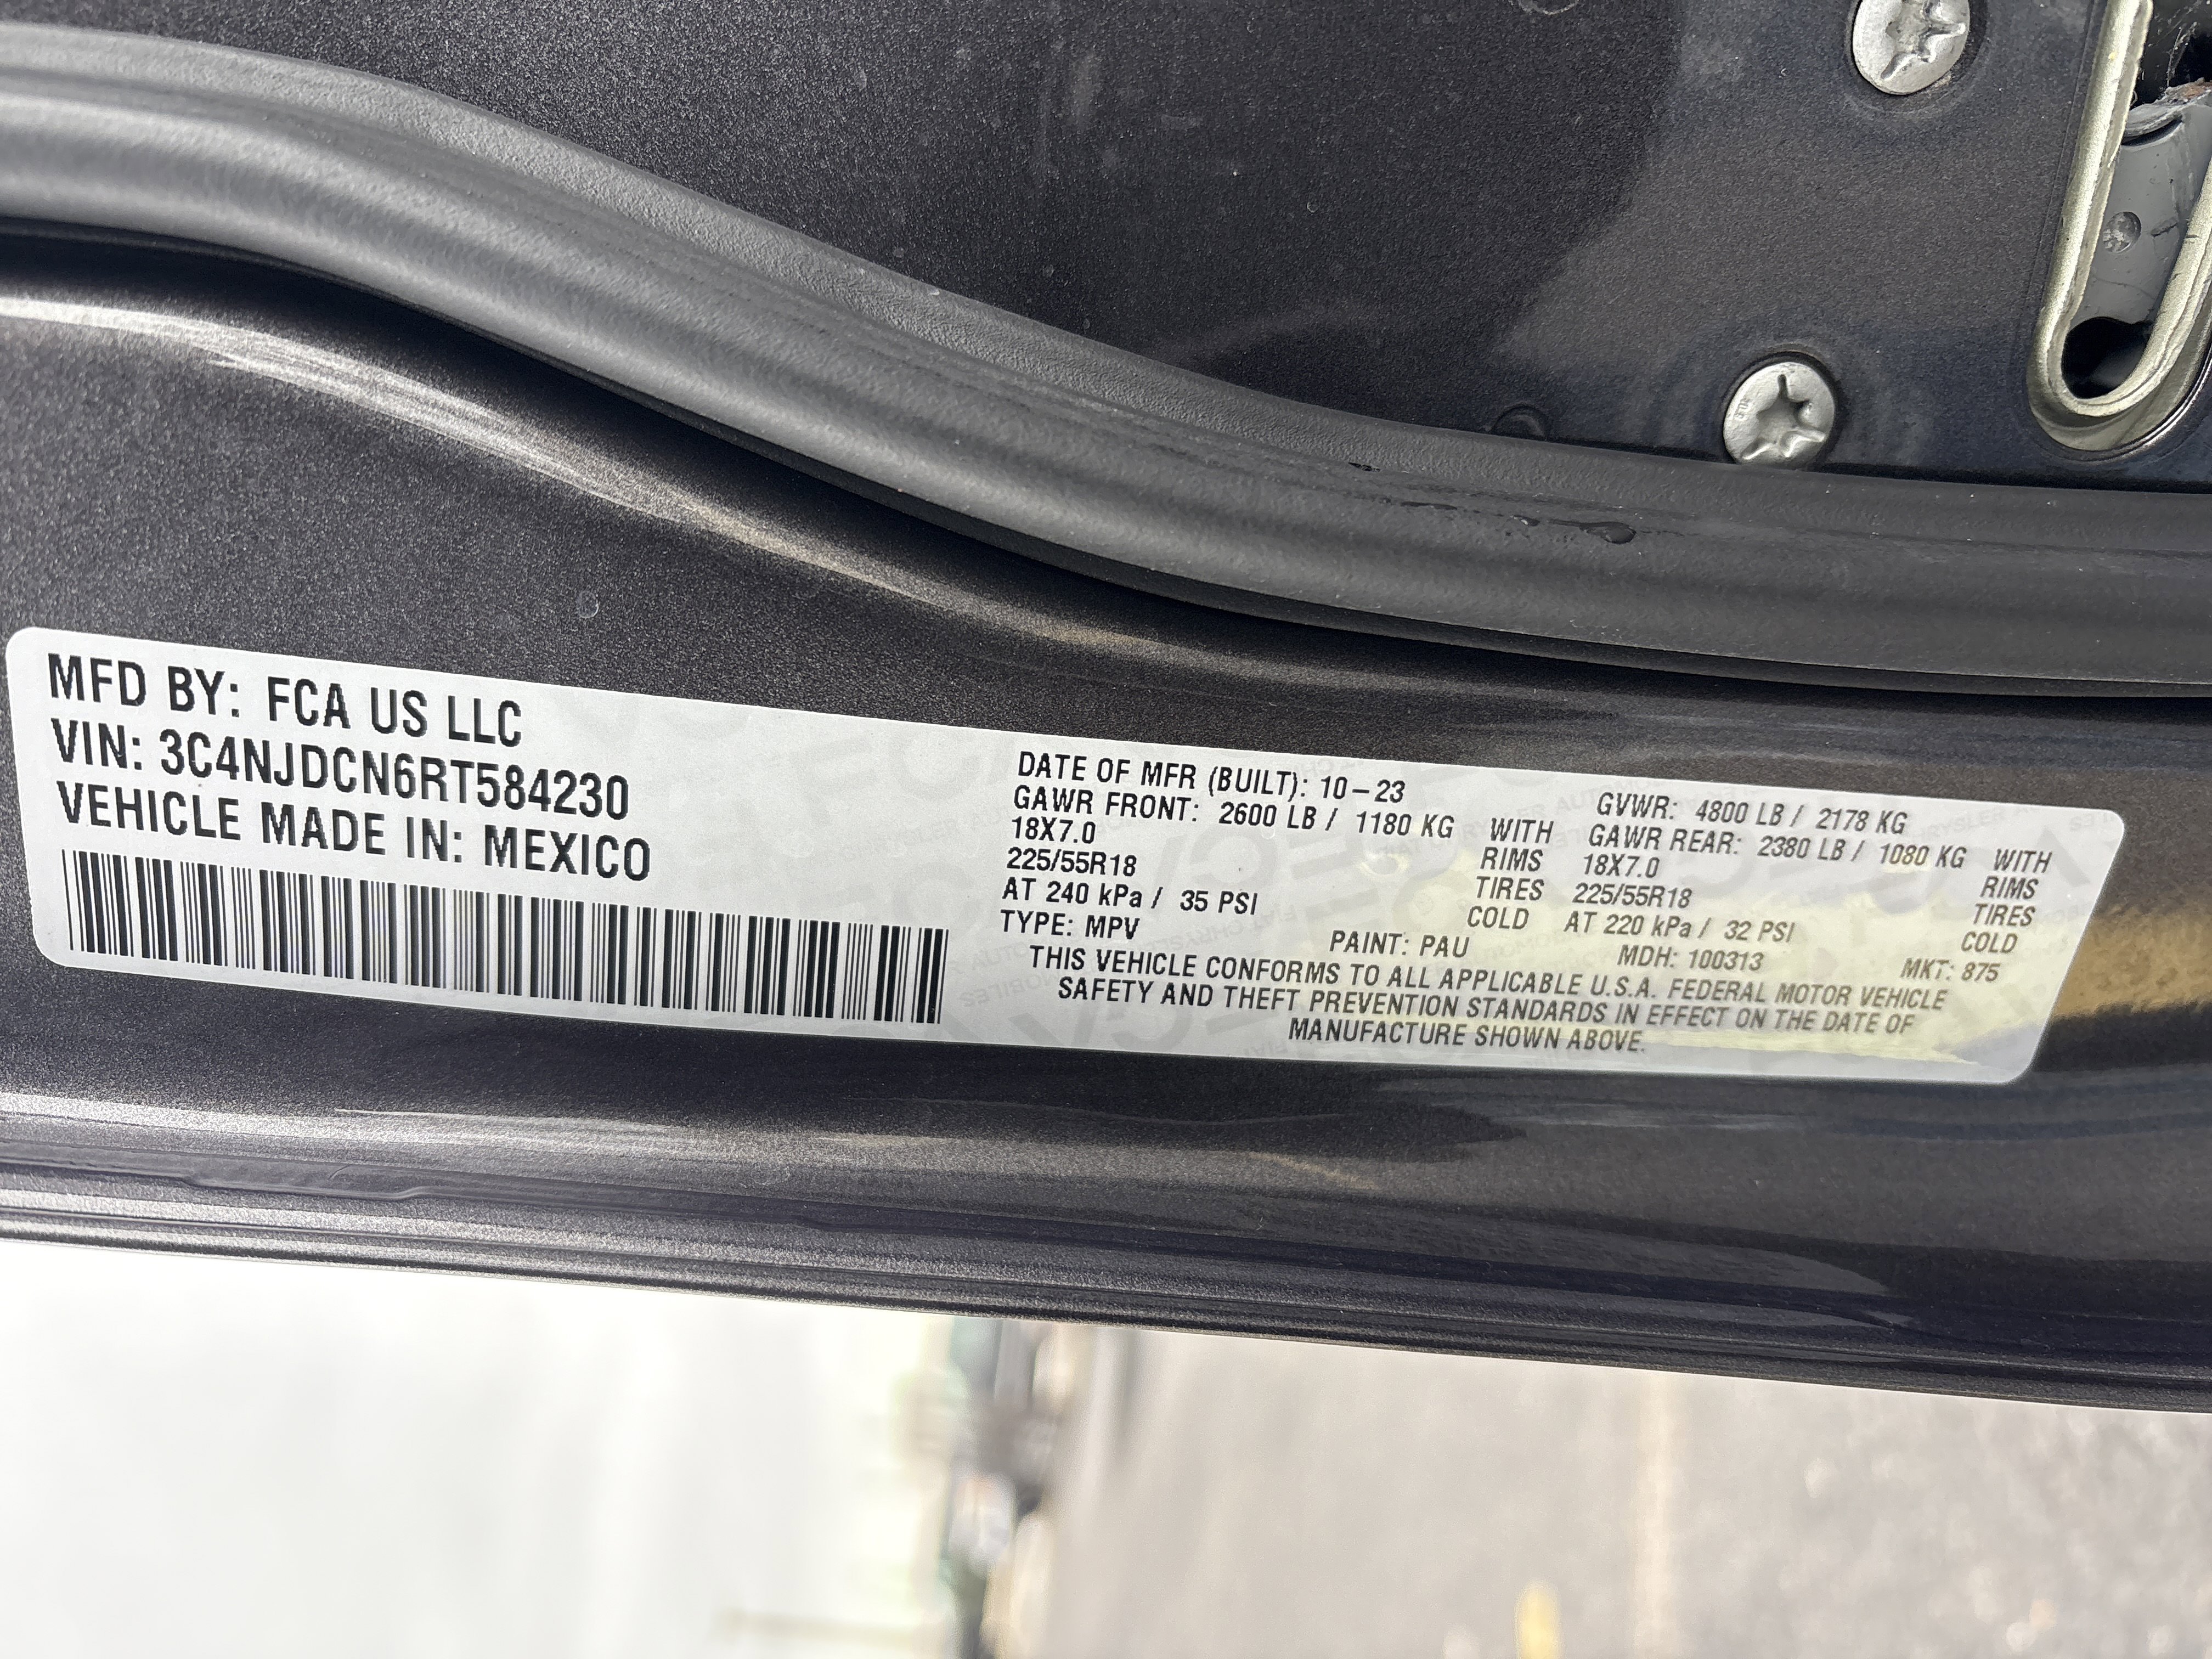 MFD BY: FCA US LLC
VIN: 3C4NJDCN6RT584230
VEHICLE MADE IN: MEXICO
DATE OF MFR (BUILT): 10-23 GVWR: 4800 LB / 2178 KG
GAWR FRONT: 2600 LB / 1180 KG WITH GAWR REAR: 2380 LB / 1080 KG WITH
18X7.0 RIMS 18X7.0 RIMS
225/55R18 TIRES 225/55R18 TIRES
AT 240 kPa / 35 PSI COLD AT 220 kPa / 32 PSI COLD
TYPE: MPV PAINT: PAU MDH: 100313 MKT: 875
THIS VEHICLE CONFORMS TO ALL APPLICABLE U.S.A. FEDERAL MOTOR VEHICLE
SAFETY AND THEFT PREVENTION STANDARDS IN EFFECT ON THE DATE OF
MANUFACTURE SHOWN ABOVE.